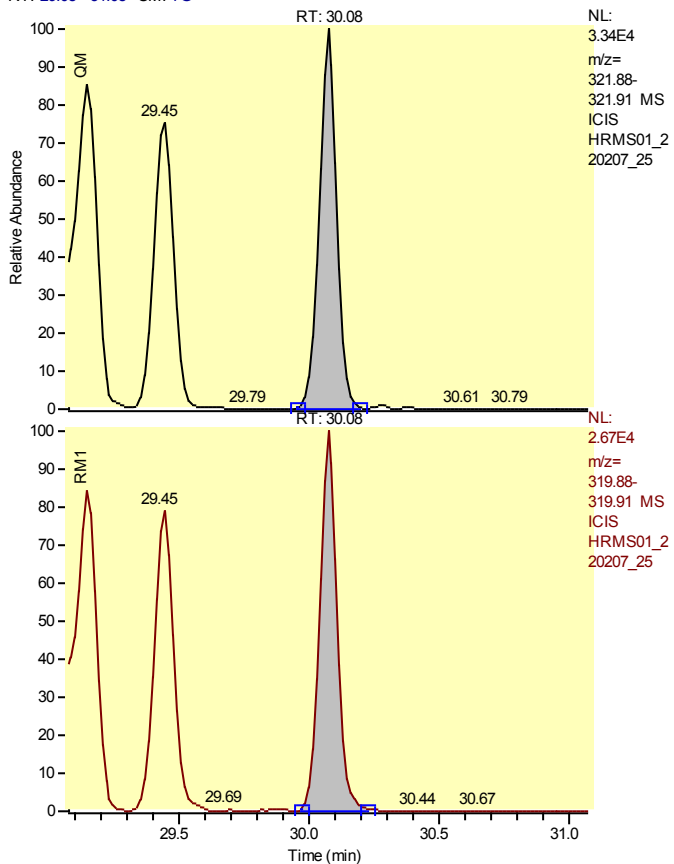 RT: 30.08
NL:
3.34E4
m/z=
321.88-
321.91 MS
ICIS
HRMS01_2
20207_25
100
90
80
70
60
50
40
30
20
10
0
QM
29.45
29.79
30.61
30.79
Relative Abundance
RT: 30.08
NL:
2.67E4
m/z=
319.88-
319.91 MS
ICIS
HRMS01_2
20207_25
100
90
80
70
60
50
40
30
20
10
0
RM1
29.45
29.69
30.44
30.67
29.5
30.0
30.5
31.0
Time (min)